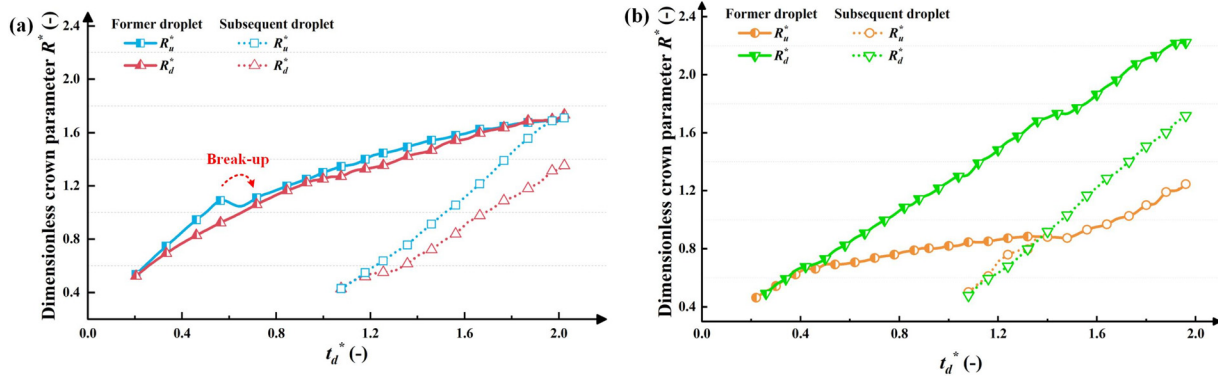 (a)
Dimensionless crown parameter R* (-)
2.4
2.0
1.6
1.2
0.8
0.4
Former droplet Subsequent droplet
R*u R*u
R*d R*d
Break-up
0.0 0.4 0.8 1.2 1.6 2.0
td* (-)
(b)
Dimensionless crown parameter R* (-)
2.4
2.0
1.6
1.2
0.8
0.4
Former droplet Subsequent droplet
R*u R*u
R*d R*d
0.0 0.4 0.8 1.2 1.6 2.0
td* (-)